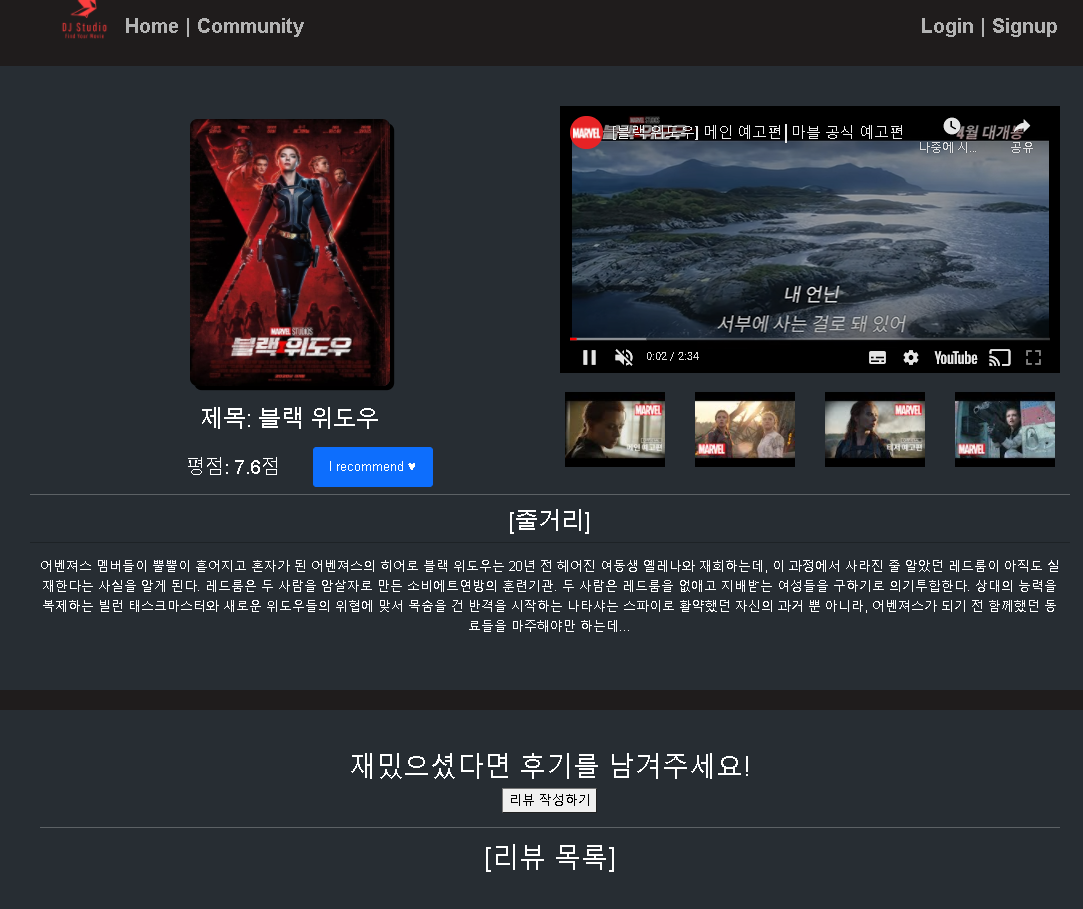 DJ Studio
Find Your Movie
Home | Community
Login | Signup
MARVEL STUDIOS
블랙 위도우
제목: 블랙 위도우
평점: 7.6점
I recommend ♥
MARVEL
[블랙 위도우] 메인 예고편 | 마블 공식 예고편
4월 대개봉
나중에 시...
공유
내 언닌
서부에 사는 걸로 돼 있어
0:02 / 2:34
YouTube
MARVEL
메인 예고편
MARVEL
MARVEL
티저 예고편
MARVEL
[줄거리]
어벤져스 멤버들이 뿔뿔이 흩어지고 혼자가 된 어벤져스의 히어로 블랙 위도우는 20년 전 헤어진 여동생 옐레나와 재회하는데, 이 과정에서 사라진 줄 알았던 레드룸이 아직도 실
재한다는 사실을 알게 된다. 레드룸은 두 사람을 암살자로 만든 소비에트연방의 훈련기관. 두 사람은 레드룸을 없애고 지배받는 여성들을 구하기로 의기투합한다. 상대의 능력을
복제하는 빌런 태스크마스터와 새로운 위도우들의 위협에 맞서 목숨을 건 반격을 시작하는 나타샤는 스파이로 활약했던 자신의 과거 뿐 아니라, 어벤져스가 되기 전 함께했던 동
료들을 마주해야만 하는데...
재밌으셨다면 후기를 남겨주세요!
리뷰 작성하기
[리뷰 목록]